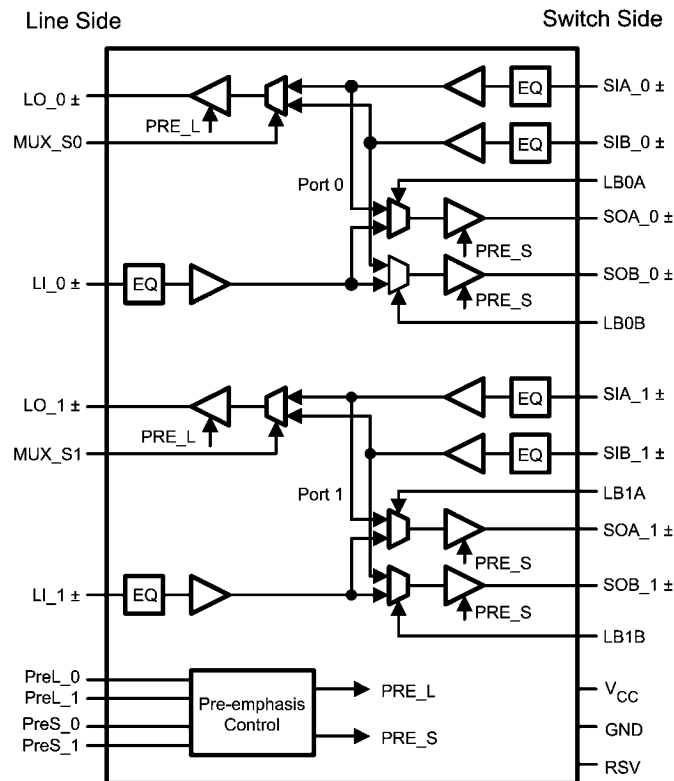 Line Side
Switch Side
LO_0 ±
PRE_L
EQ
SIA_0 ±
MUX_S0
EQ
SIB_0 ±
Port 0
LB0A
SOA_0 ±
PRE_S
LI_0 ±
EQ
SOB_0 ±
PRE_S
LB0B
LO_1 ±
PRE_L
EQ
SIA_1 ±
MUX_S1
EQ
SIB_1 ±
Port 1
LB1A
SOA_1 ±
PRE_S
LI_1 ±
EQ
SOB_1 ±
PRE_S
LB1B
PreL_0
PreL_1
PreS_0
PreS_1
Pre-emphasis
Control
PRE_L
PRE_S
VCC
GND
RSV